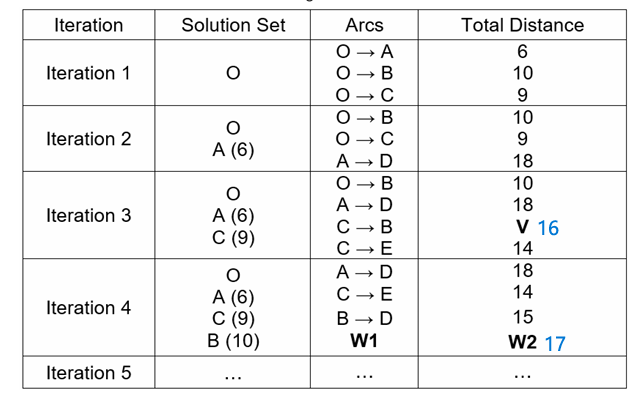 Iteration Solution Set Arcs Total Distance
Iteration 1 O O → A 6
O → B 10
O → C 9
Iteration 2 O A (6) O → B 10
O → C 9
A → D 18
Iteration 3 O A (6) C (9) O → B 10
A → D 18
C → B V 16
C → E 14
Iteration 4 O A (6) C (9) B (10) A → D 18
C → E 14
B → D 15
W1 W2 17
Iteration 5 ... ... ...